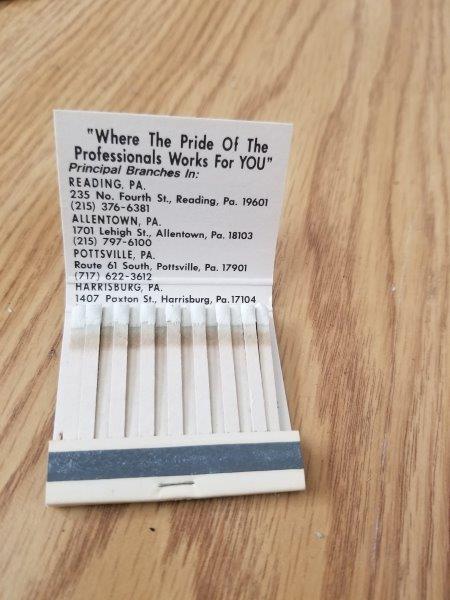 "Where The Pride Of The
Professionals Works For YOU"
Principal Branches In:
READING, PA.
235 No. Fourth St., Reading, Pa. 19601
(215) 376-6381
ALLENTOWN, PA.
1701 Lehigh St., Allentown, Pa. 18103
(215) 797-6100
POTTSVILLE, PA.
Route 61 South, Pottsville, Pa. 17901
(717) 622-3612
HARRISBURG, PA.
1407 Paxton St., Harrisburg, Pa. 17104